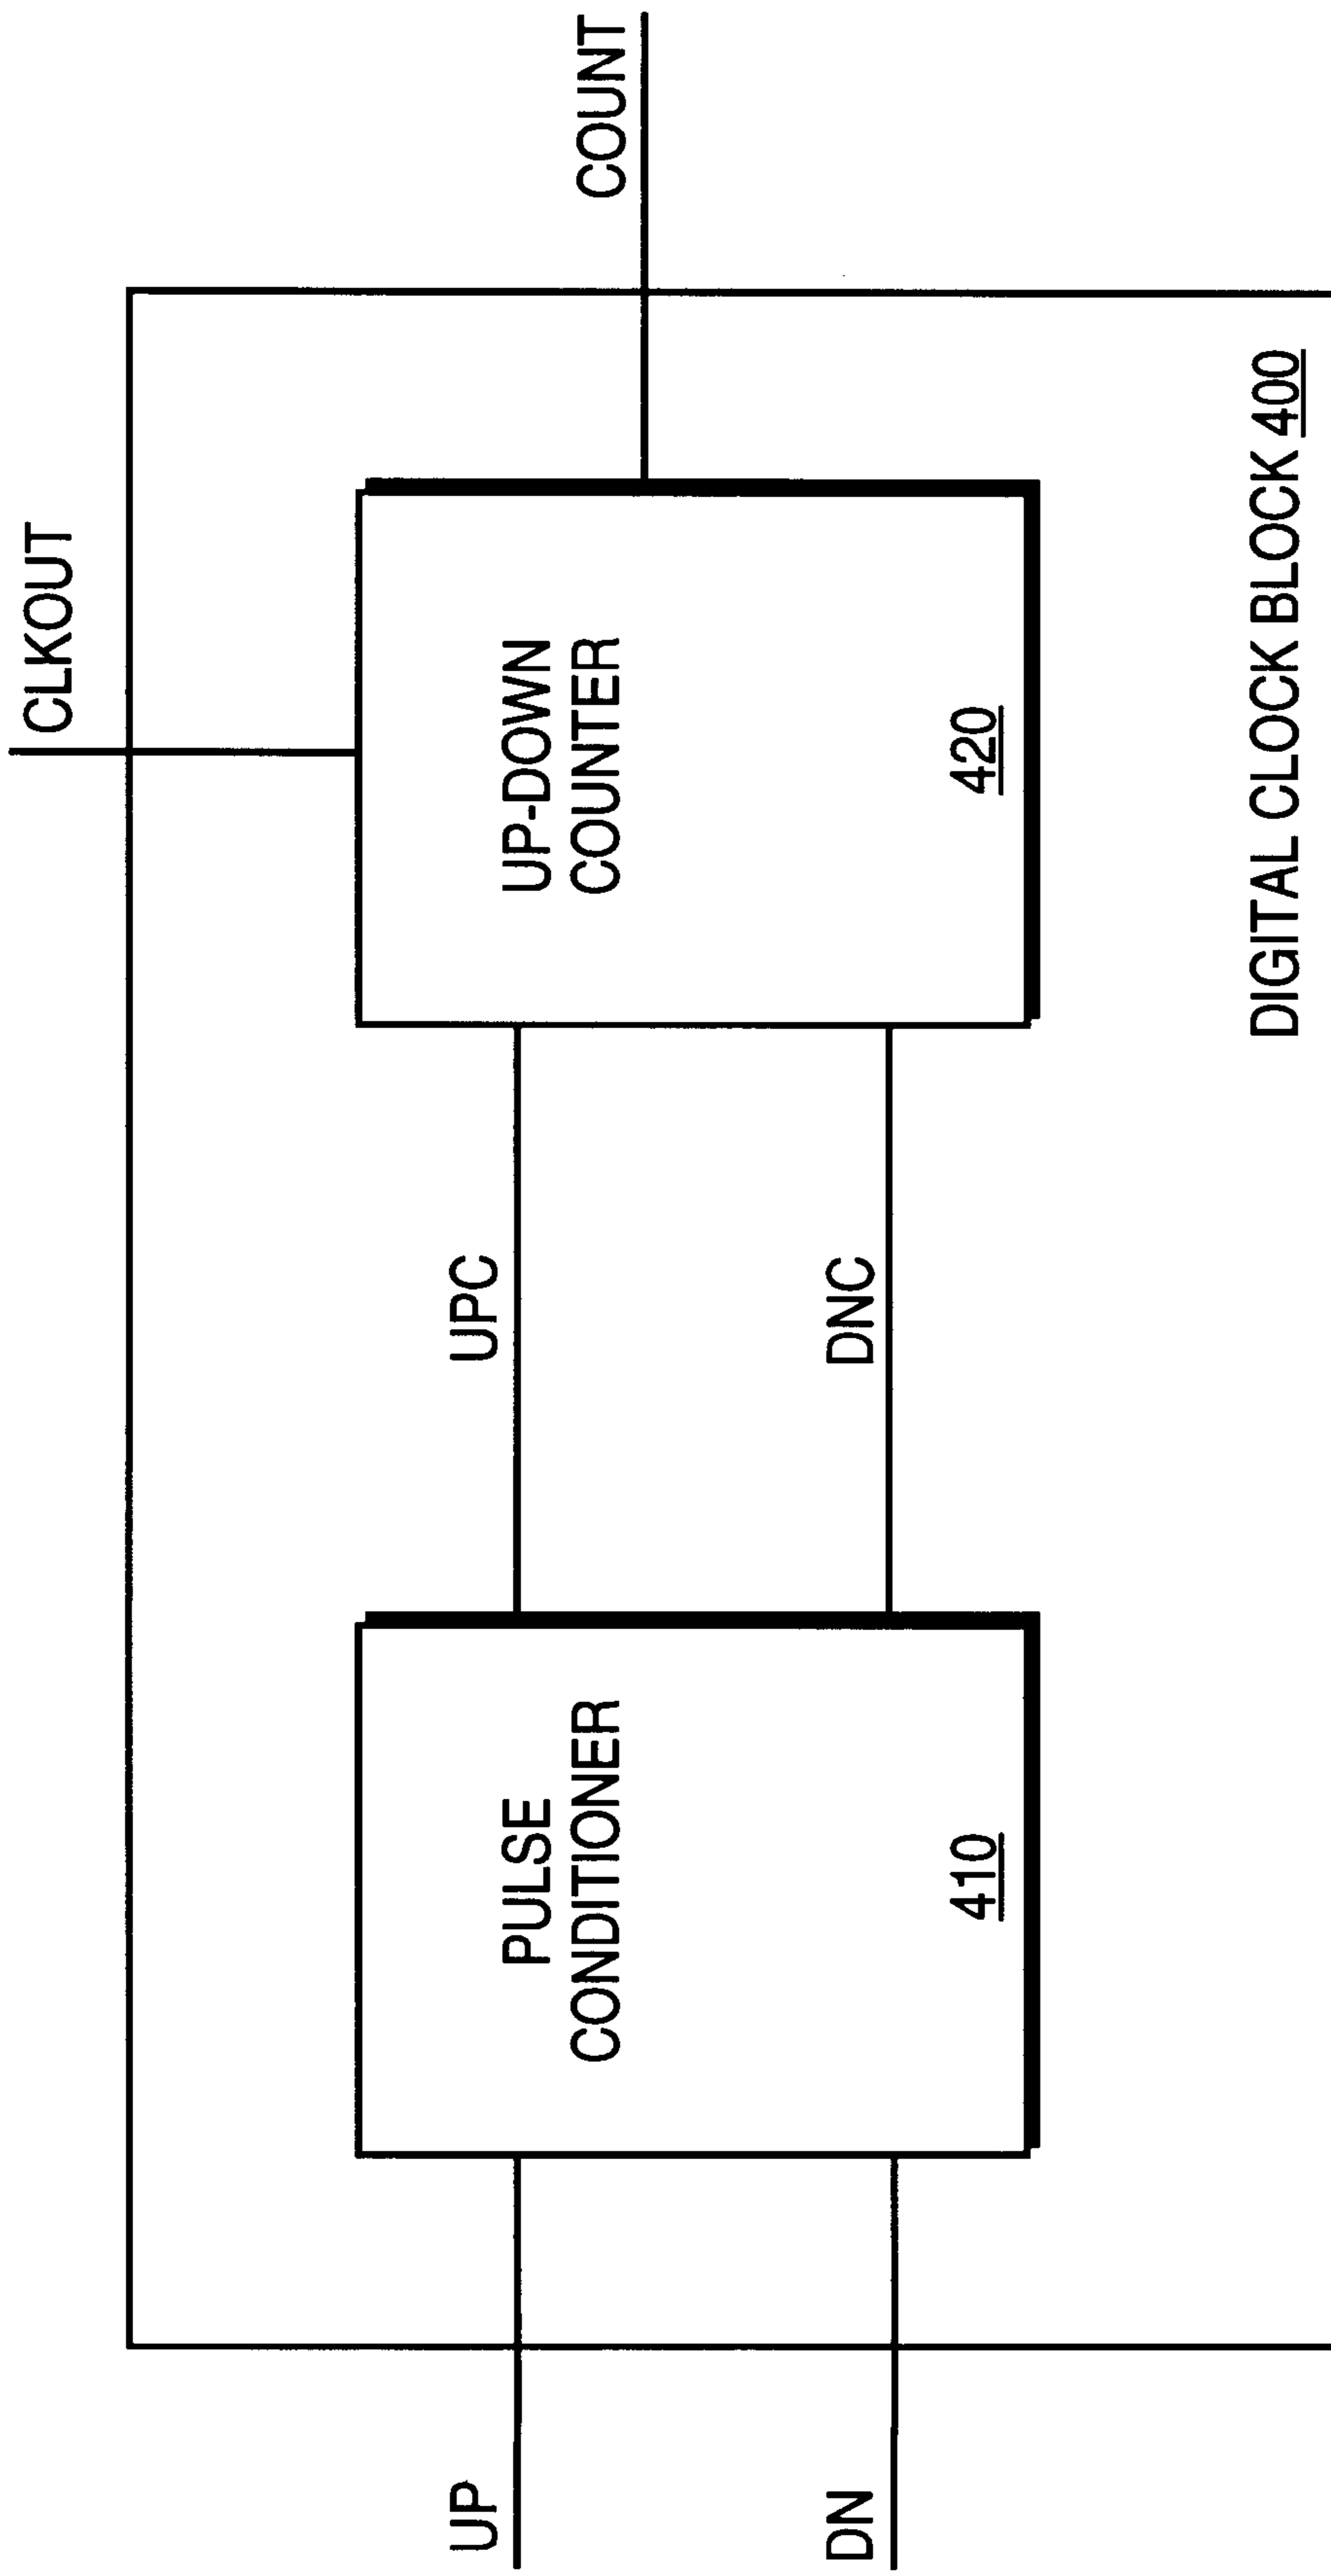 CLKOUT
COUNT
UP
DN
PULSE
CONDITIONER
410
UPC
DNC
UP-DOWN
COUNTER
420
DIGITAL CLOCK BLOCK 400